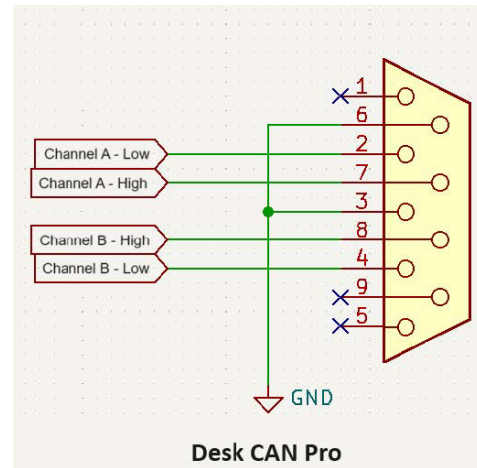 1
6
Channel A - Low 2
Channel A - High 7
3
Channel B - High 8
Channel B - Low 4
9
5
GND
Desk CAN Pro